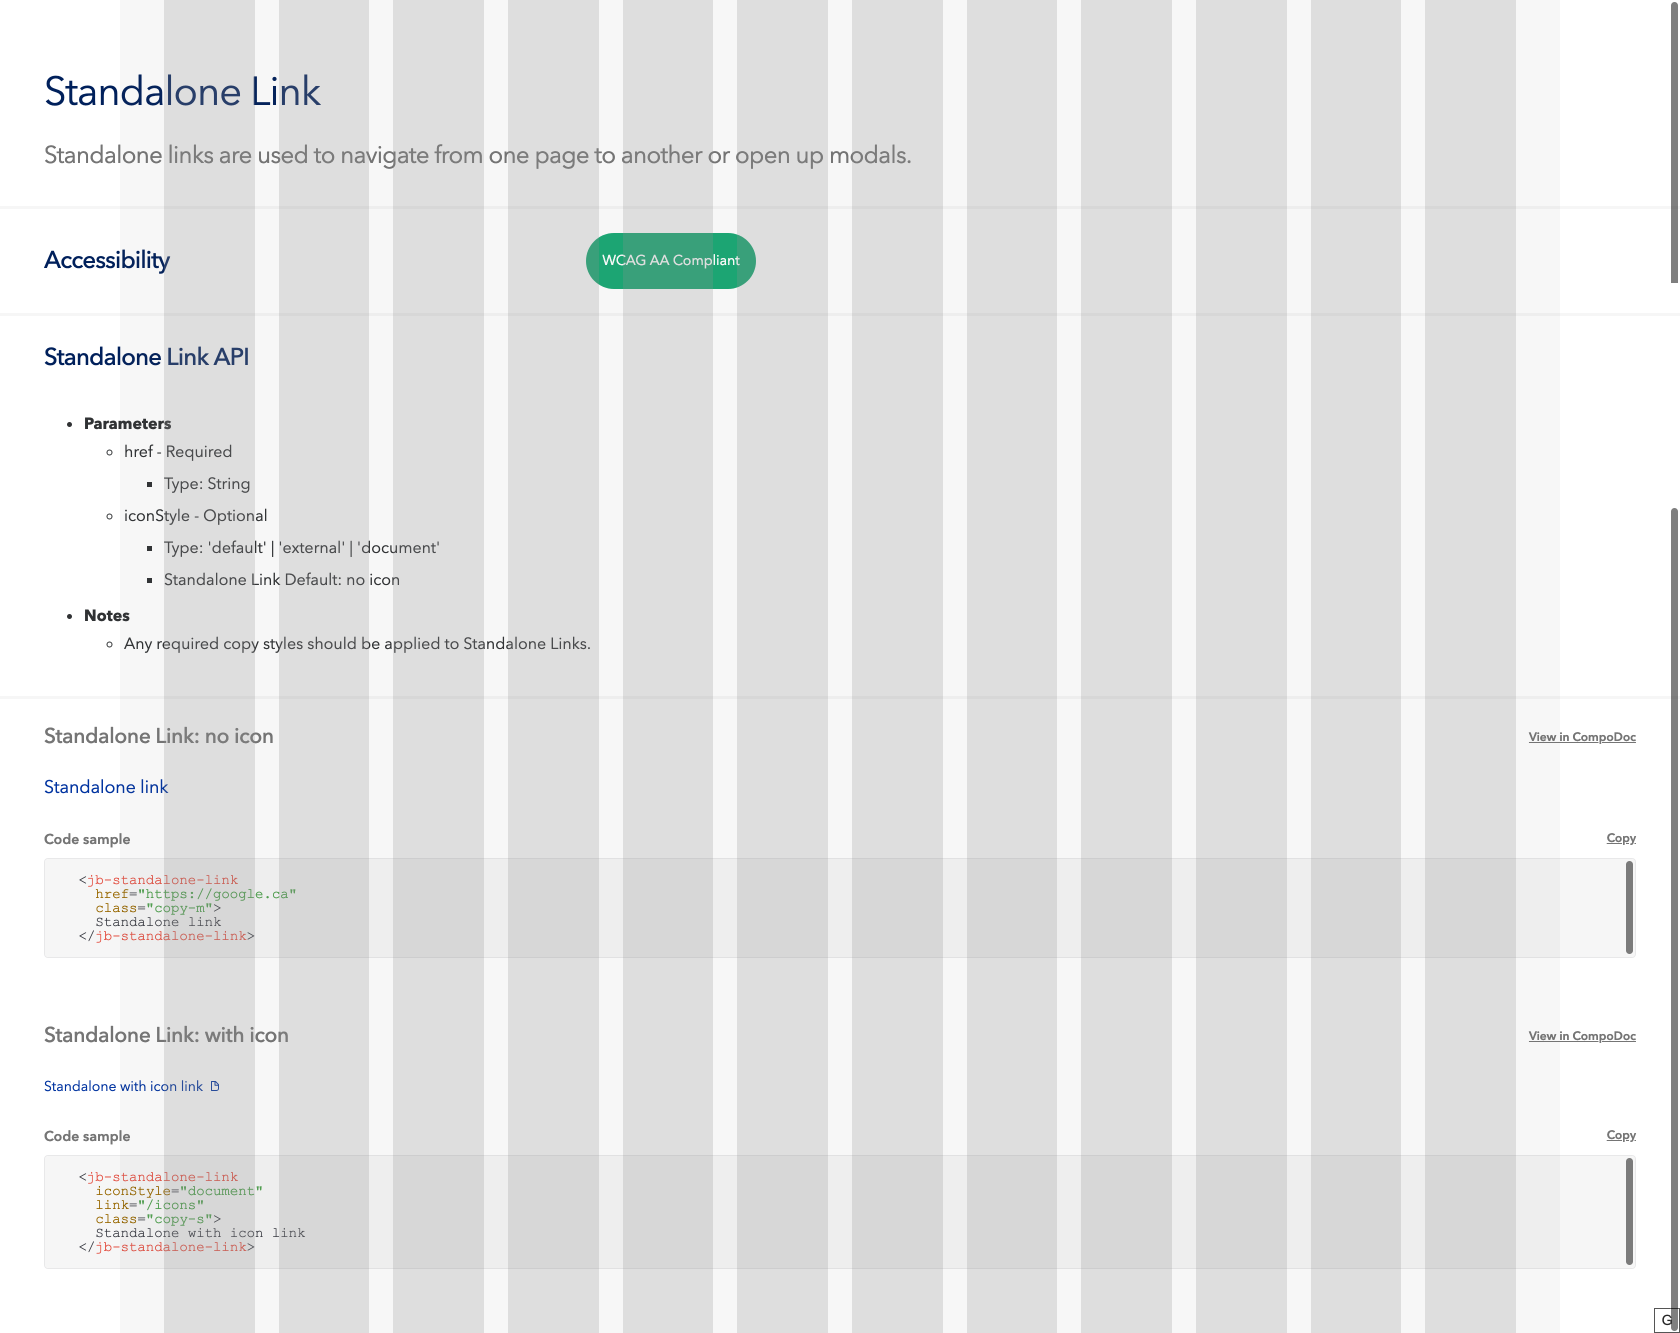 Standalone Link
Standalone links are used to navigate from one page to another or open up modals.
Accessibility
WCAG AA Compliant
Standalone Link API
Parameters
href - Required
Type: String
iconStyle - Optional
Type: 'default' | 'external' | 'document'
Standalone Link Default: no icon
Notes
Any required copy styles should be applied to Standalone Links.
Standalone Link: no icon
View in CompoDoc
Standalone link
Code sample
Copy
<jb-standalone-link
href="https://google.ca"
class="copy-m">
Standalone link
</jb-standalone-link>
Standalone Link: with icon
View in CompoDoc
Standalone with icon link
Code sample
Copy
<jb-standalone-link
iconStyle="document"
link="/icons"
class="copy-s">
Standalone with icon link
</jb-standalone-link>
G